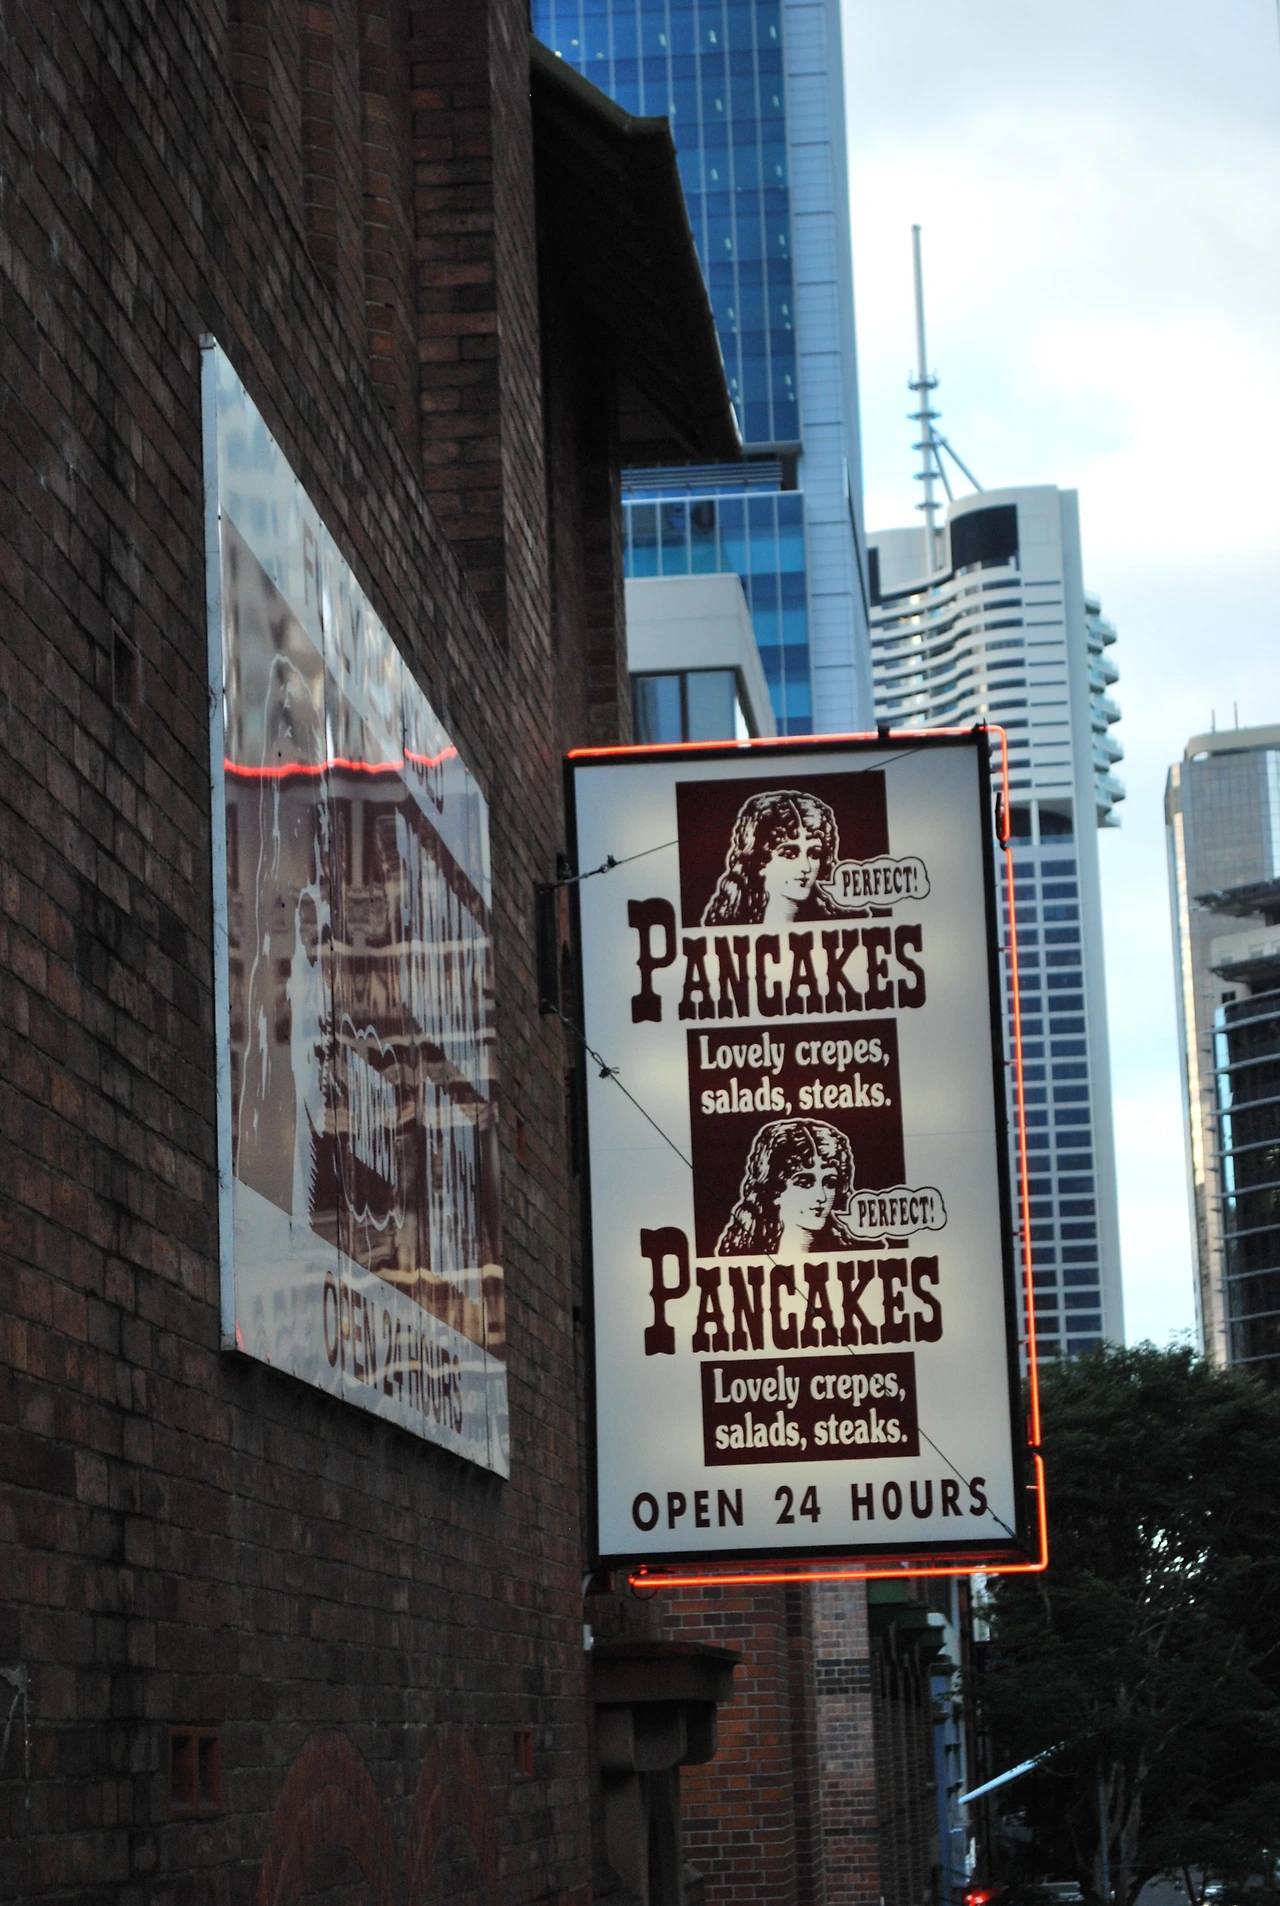 PERFECT!
PANCAKES
Lovely crepes,
salads, steaks.
PERFECT!
PANCAKES
Lovely crepes,
salads, steaks.
OPEN 24 HOURS
OPEN 24 HOURS